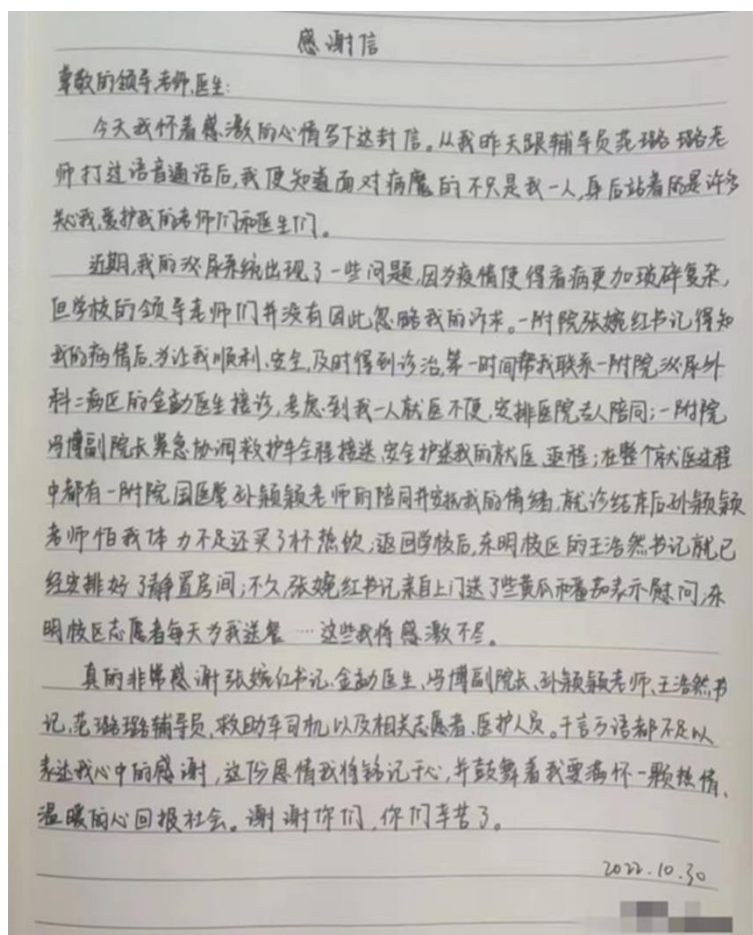 感谢信
尊敬的领导、老师、医生:
今天我怀着感激的心情写下这封信。从我昨天跟辅导员范璐璐老
师打过语音通话后,我便知道面对病魔的不只是我一人,身后站着的是许多
关心我,爱护我的老师们和医生们。
近期,我的泌尿系统出现了一些问题,因为疫情使得看病更加琐碎复杂,
但学校的领导老师们并没有因此忽略我的诉求。一附院张婉红书记得知
我的病情后,为让我顺利、安全,及时得到诊治,第一时间帮我联系一附院泌尿外
科二病区的金勐医生接诊,考虑到我一人就医不便,安排医院专人陪同;一附院
冯博副院长紧急协调救护车全程接送,安全护送我的就医返程;在整个就医过程
中都有一附院国医堂孙颖颖老师的陪同并安抚我的情绪,就诊结束后孙颖颖
老师怕我体力不足还买了杯热饮;返回学校后,东明校区的王浩然书记就已
经安排好了静置房间;不久,张婉红书记亲自上门送了些黄瓜和番茄表示慰问,东
明校区志愿者每天为我送餐……这些我将感激不尽。
真的非常感谢张婉红书记、金勐医生、冯博副院长、孙颖颖老师、王浩然书
记、范璐璐辅导员、救助车司机以及相关志愿者、医护人员。千言万语都不足以
表达我心中的感谢,这份恩情我将铭记于心,并鼓舞着我要满怀一颗热情、
温暖的心回报社会。谢谢你们,你们辛苦了。
2022.10.30